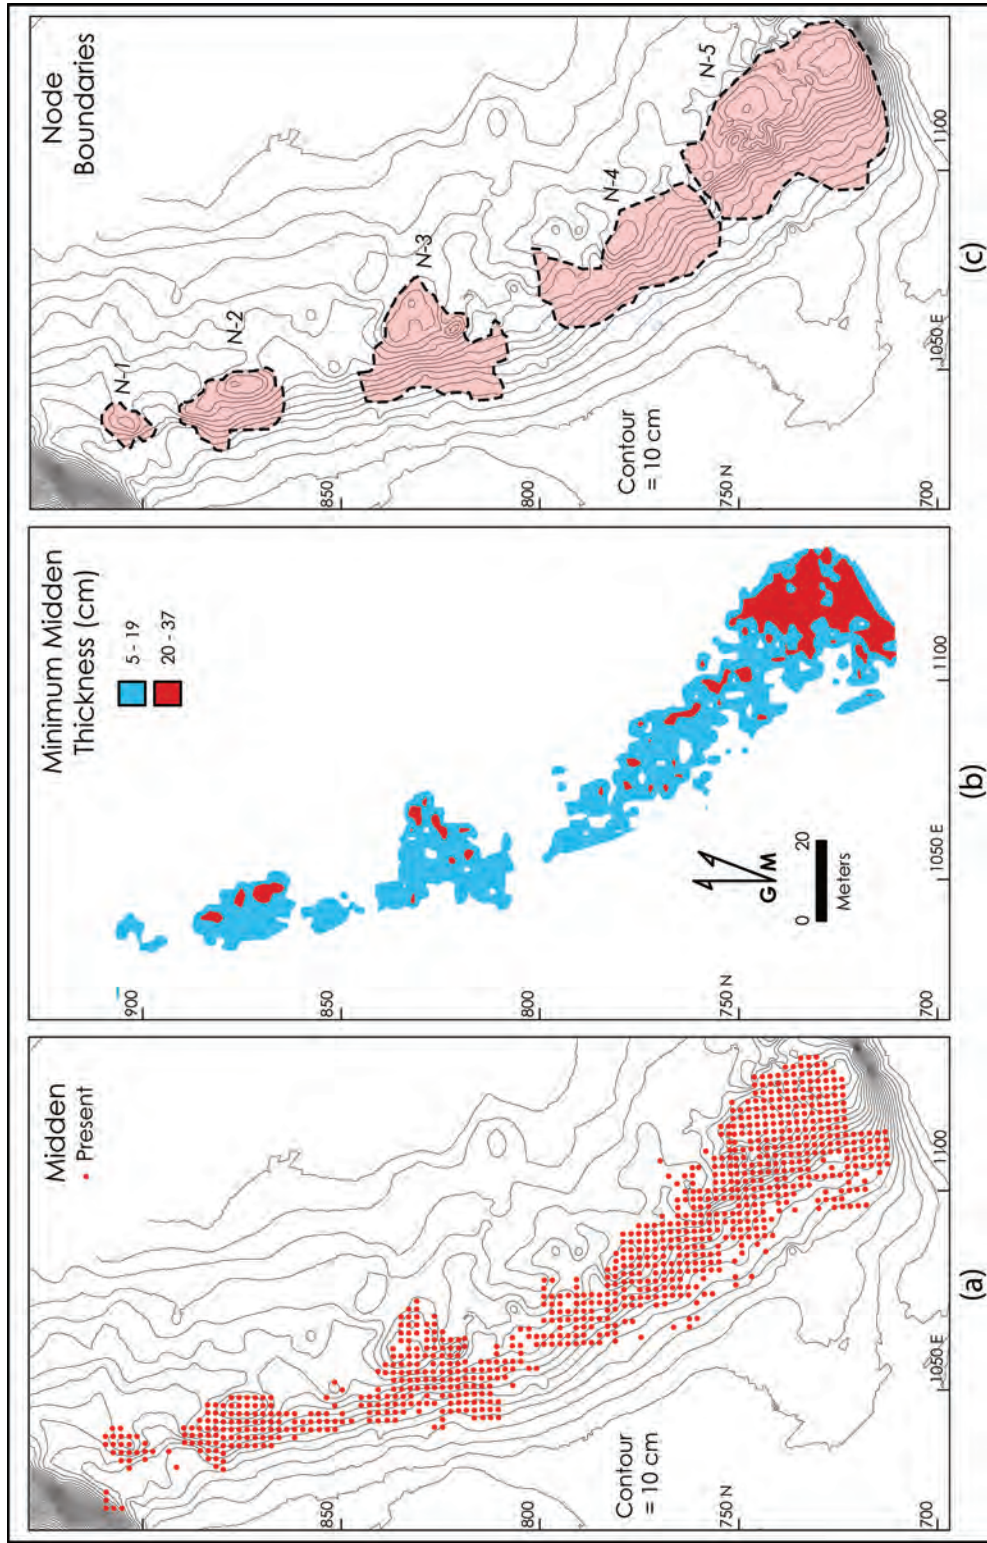 Midden
Present
Contour
= 10 cm
850
800
750 N
700
1050 E
1100
(a)
Minimum Midden
Thickness (cm)
5 - 19
20 - 37
900
850
800
750 N
700
G M
0 20
Meters
1050 E
1100
(b)
Node
Boundaries
N-1
N-2
N-3
N-4
N-5
Contour
= 10 cm
850
800
750 N
700
1050 E
1100
(c)